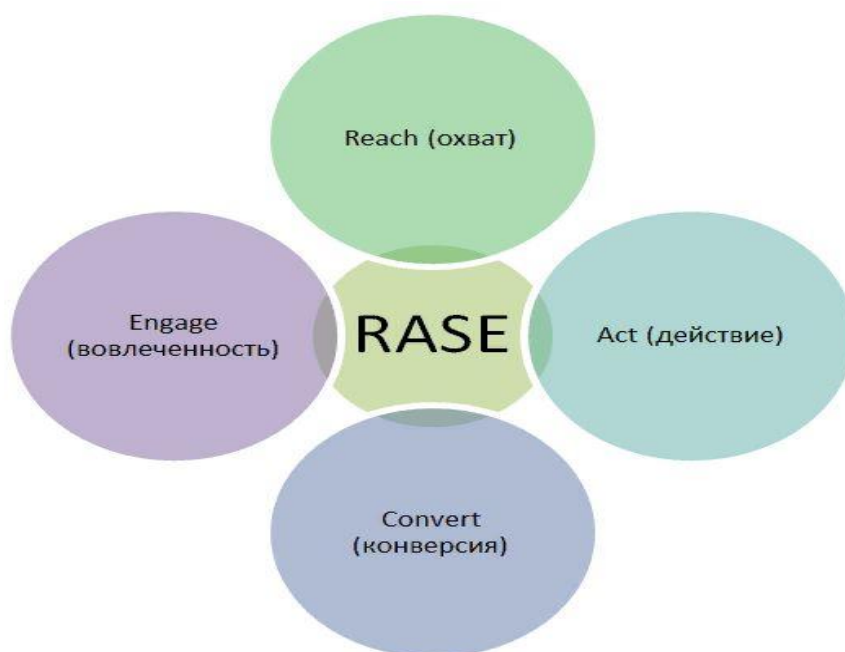 Reach (охват)
Engage
(вовлеченность)
RASE
Act (действие)
Convert
(конверсия)